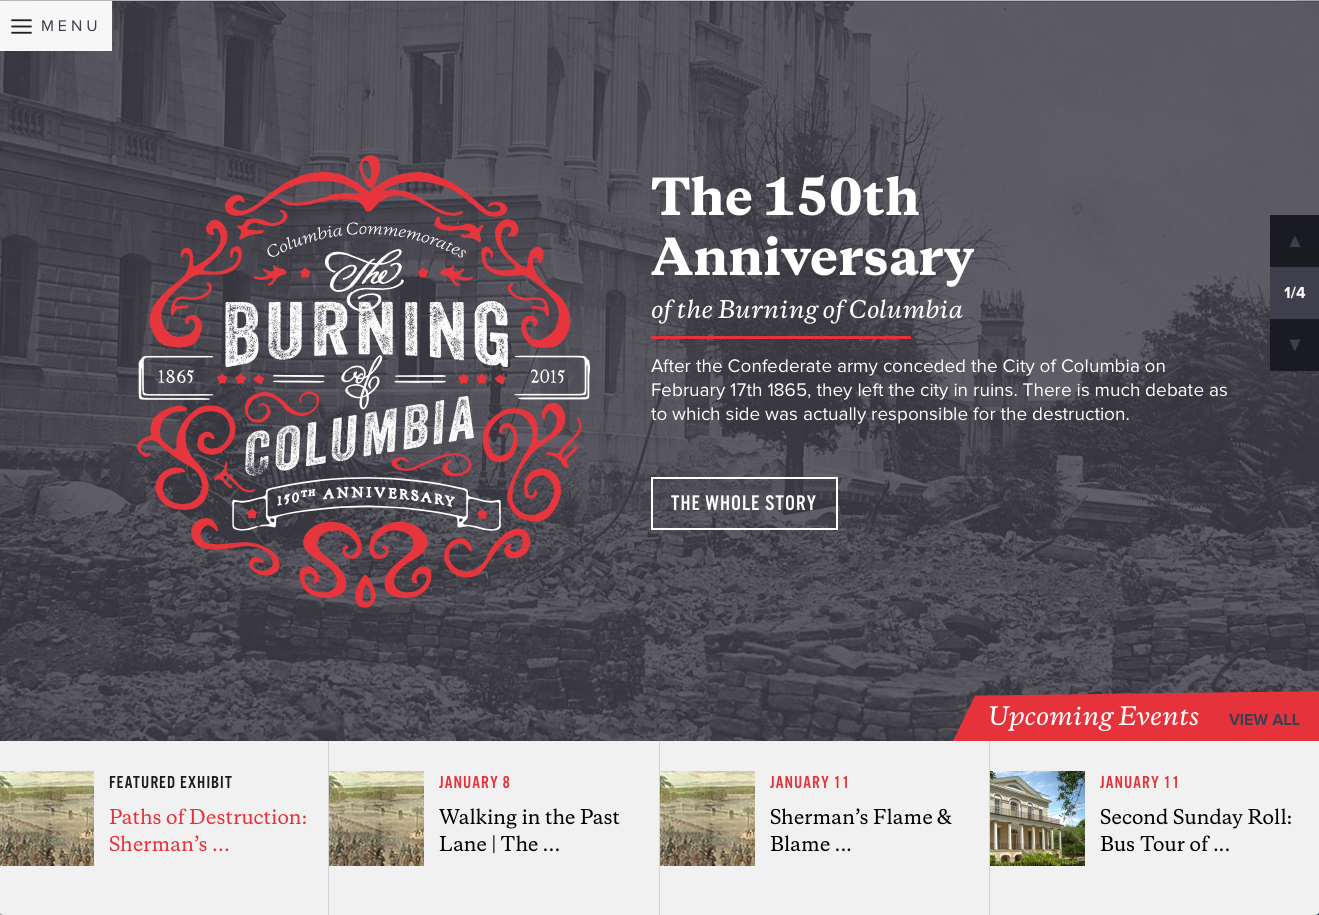 MENU
Columbia Commemorates
The
BURNING
1865
of
2015
COLUMBIA
150TH ANNIVERSARY
The 150th
Anniversary
of the Burning of Columbia
After the Confederate army conceded the City of Columbia on
February 17th 1865, they left the city in ruins. There is much debate as
to which side was actually responsible for the destruction.
THE WHOLE STORY
▲
1/4
▼
Upcoming Events VIEW ALL
FEATURED EXHIBIT
Paths of Destruction:
Sherman’s ...
JANUARY 8
Walking in the Past
Lane | The ...
JANUARY 11
Sherman’s Flame &
Blame ...
JANUARY 11
Second Sunday Roll:
Bus Tour of ...